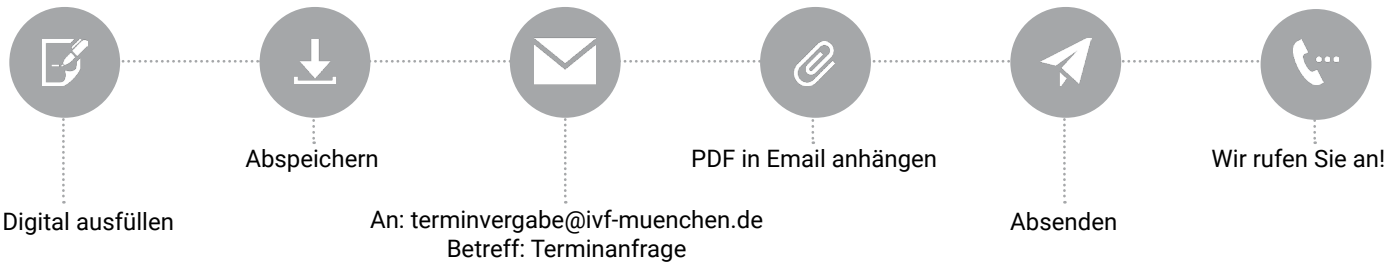 Digital ausfüllen
Abspeichern
An: terminvergabe@ivf-muenchen.de
Betreff: Terminanfrage
PDF in Email anhängen
Absenden
Wir rufen Sie an!